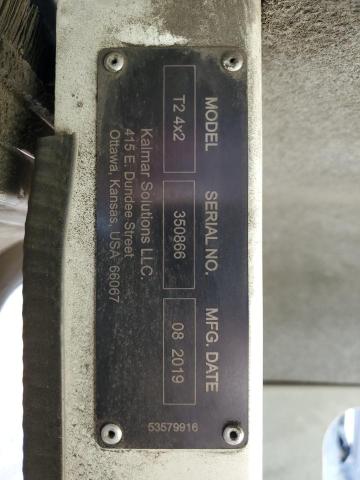 MODEL SERIAL NO. MFG. DATE
T2 4x2 350866 08 2019
Kalmar Solutions LLC.
415 E. Dundee Street
Ottawa, Kansas, USA 66067
53579916